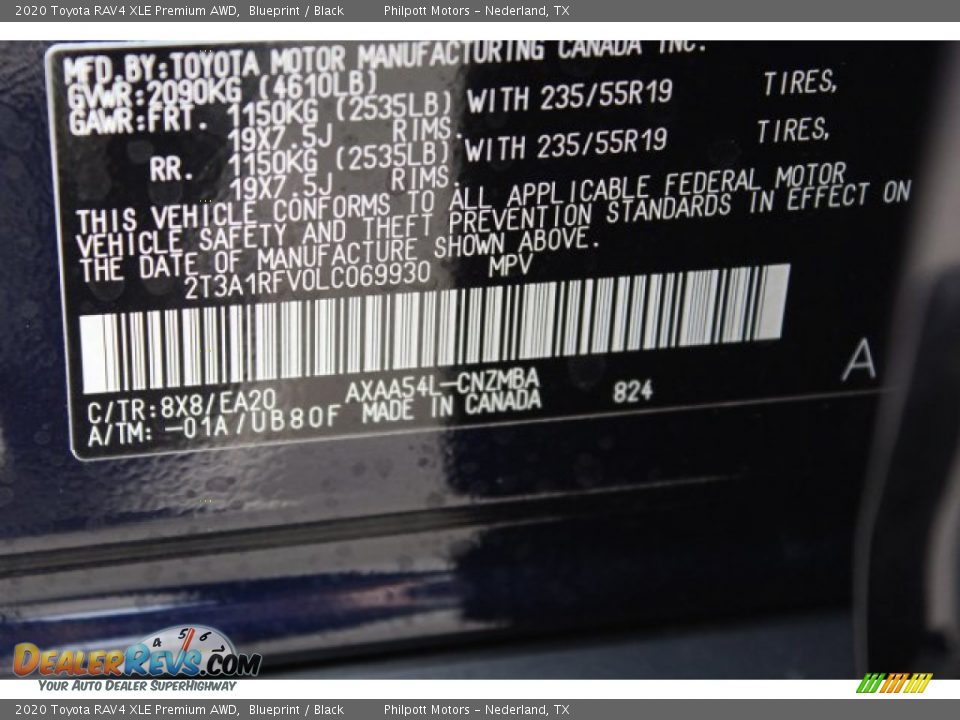 2020 Toyota RAV4 XLE Premium AWD, Blueprint / Black Philpott Motors - Nederland, TX
MFD.BY:TOYOTA MOTOR MANUFACTURING CANADA INC.
GVWR:2090KG (4610LB)
GAWR:FRT. 1150KG (2535LB) WITH 235/55R19 TIRES,
19X7.5J RIMS.
RR. 1150KG (2535LB) WITH 235/55R19 TIRES,
19X7.5J RIMS.
THIS VEHICLE CONFORMS TO ALL APPLICABLE FEDERAL MOTOR
VEHICLE SAFETY AND THEFT PREVENTION STANDARDS IN EFFECT ON
THE DATE OF MANUFACTURE SHOWN ABOVE.
2T3A1RFV0LC069930 MPV
C/TR:8X8/EA20 AXAA54L-CNZMBA 824
A/TM: -01A/UB80F MADE IN CANADA
A
4 5 6
DEALERREVS.COM
YOUR AUTO DEALER SUPERHIGHWAY
2020 Toyota RAV4 XLE Premium AWD, Blueprint / Black Philpott Motors - Nederland, TX